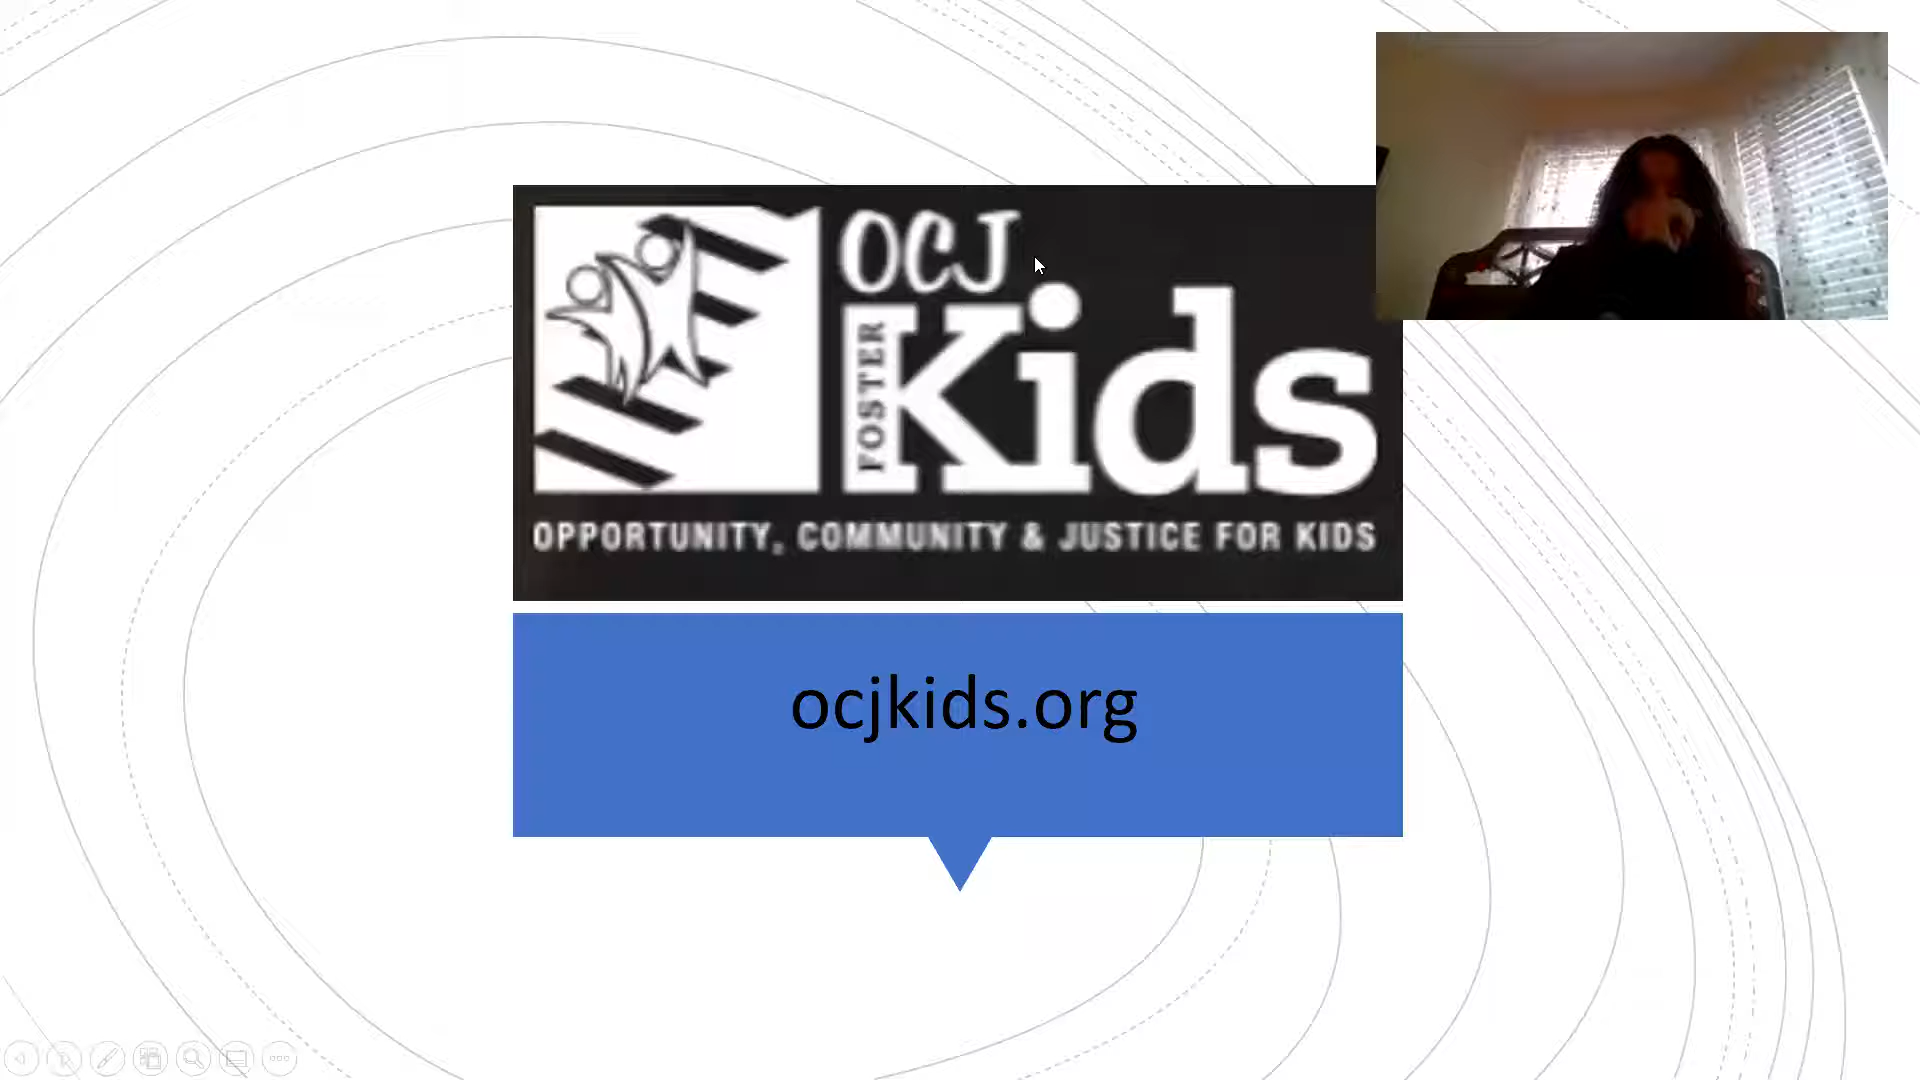 OCJ
FOSTER
Kids
OPPORTUNITY, COMMUNITY & JUSTICE FOR KIDS
ocjkids.org